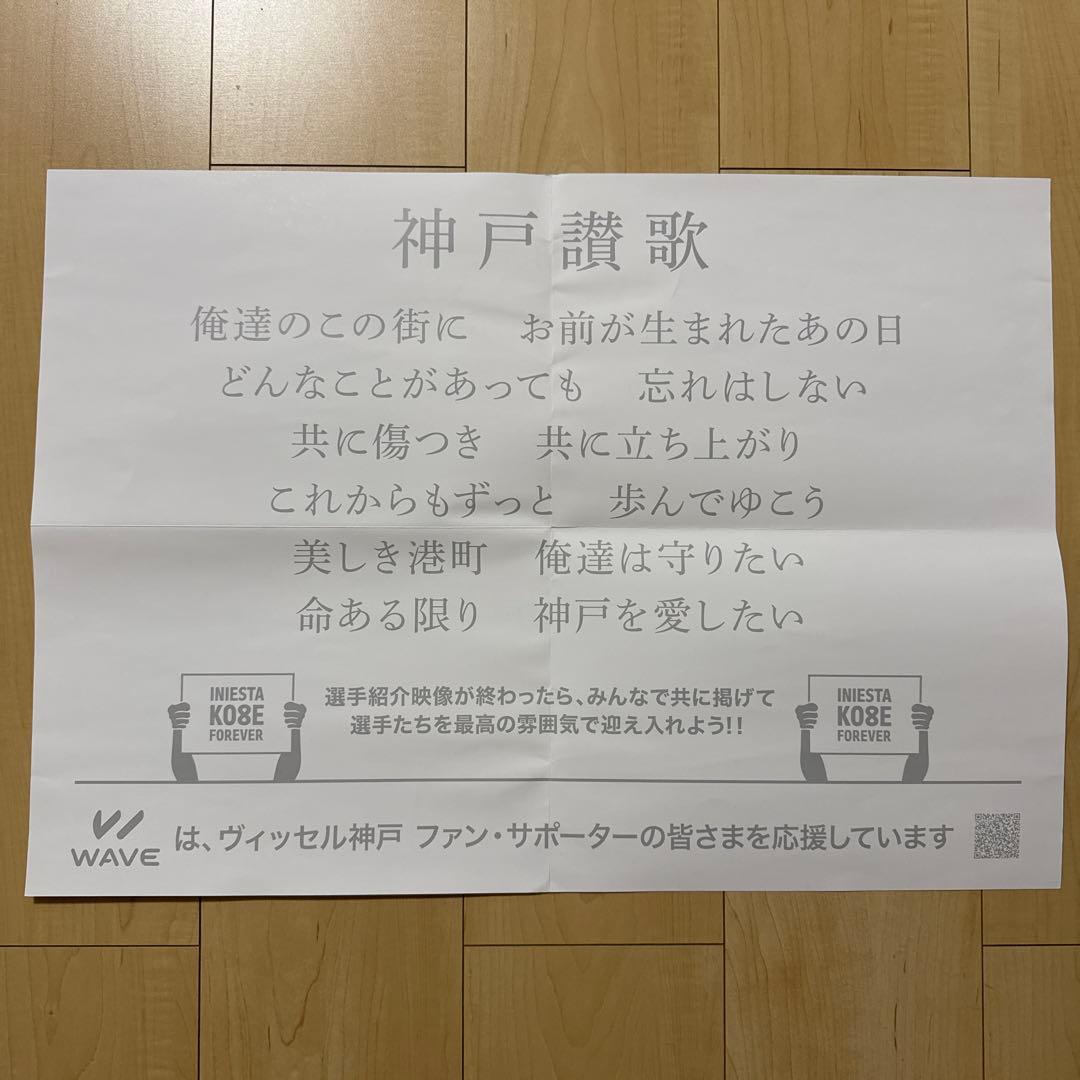 神戸讃歌
俺達のこの街に　お前が生まれたあの日
どんなことがあっても　忘れはしない
共に傷つき　共に立ち上がり
これからもずっと　歩んでゆこう
美しき港町　俺達は守りたい
命ある限り　神戸を愛したい
INIESTA
KO8E
FOREVER
選手紹介映像が終わったら、みんなで共に掲げて
選手たちを最高の雰囲気で迎え入れよう!!
INIESTA
KO8E
FOREVER
WAVE は、ヴィッセル神戸 ファン・サポーターの皆さまを応援しています